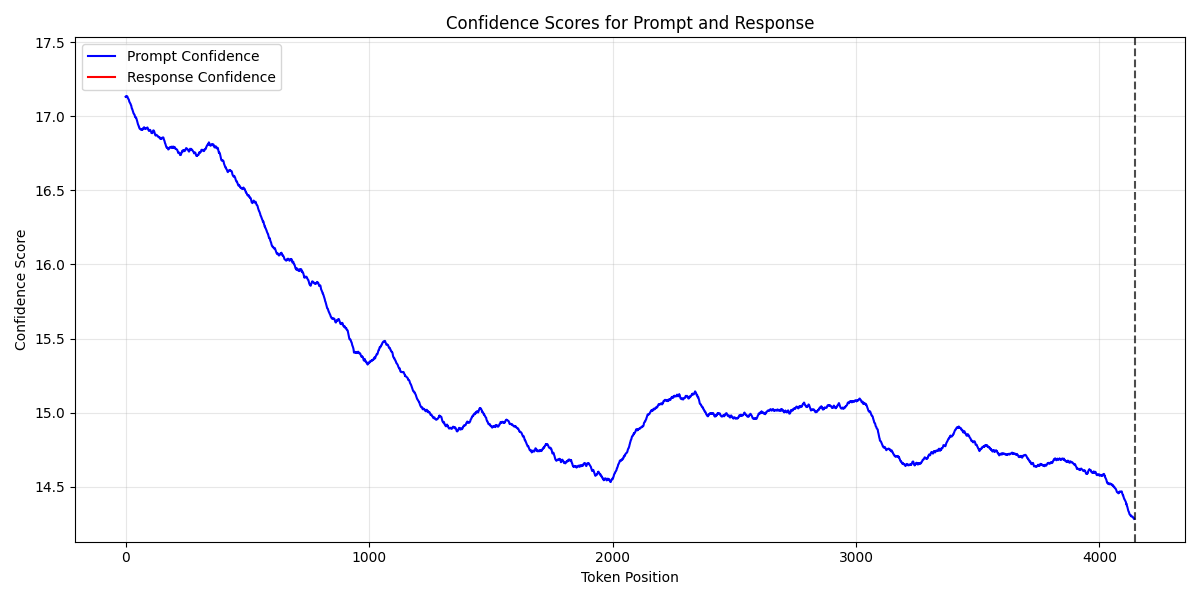 Confidence Scores for Prompt and Response
Prompt Confidence
Response Confidence
Confidence Score
17.5
17.0
16.5
16.0
15.5
15.0
14.5
0
1000
2000
3000
4000
Token Position